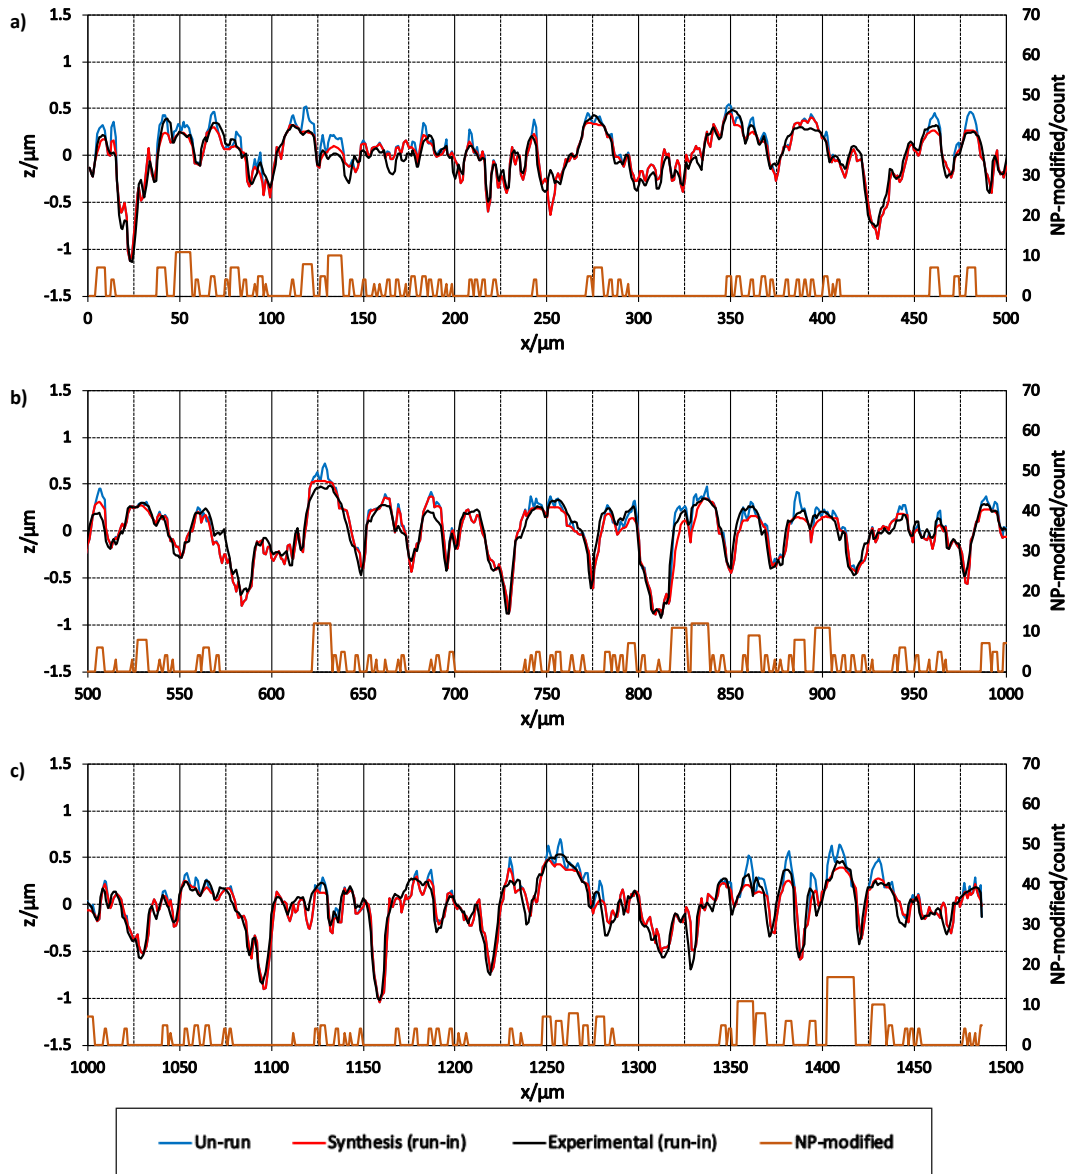 a)
1.5
1
0.5
0
-0.5
-1
-1.5
z/µm
70
60
50
40
30
20
10
0
NP-modified/count
0 50 100 150 200 250 300 350 400 450 500
x/µm
b)
1.5
1
0.5
0
-0.5
-1
-1.5
z/µm
70
60
50
40
30
20
10
0
NP-modified/count
500 550 600 650 700 750 800 850 900 950 1000
x/µm
c)
1.5
1
0.5
0
-0.5
-1
-1.5
z/µm
70
60
50
40
30
20
10
0
NP-modified/count
1000 1050 1100 1150 1200 1250 1300 1350 1400 1450 1500
x/µm
Un-run Synthesis (run-in) Experimental (run-in) NP-modified